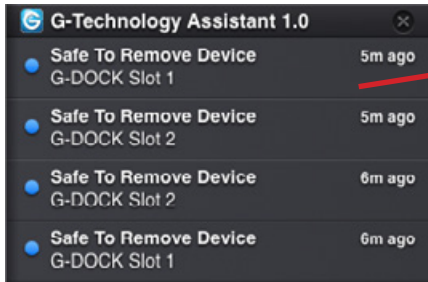 G-Technology Assistant 1.0
Safe To Remove Device 5m ago
G-DOCK Slot 1
Safe To Remove Device 5m ago
G-DOCK Slot 2
Safe To Remove Device 6m ago
G-DOCK Slot 2
Safe To Remove Device 6m ago
G-DOCK Slot 1